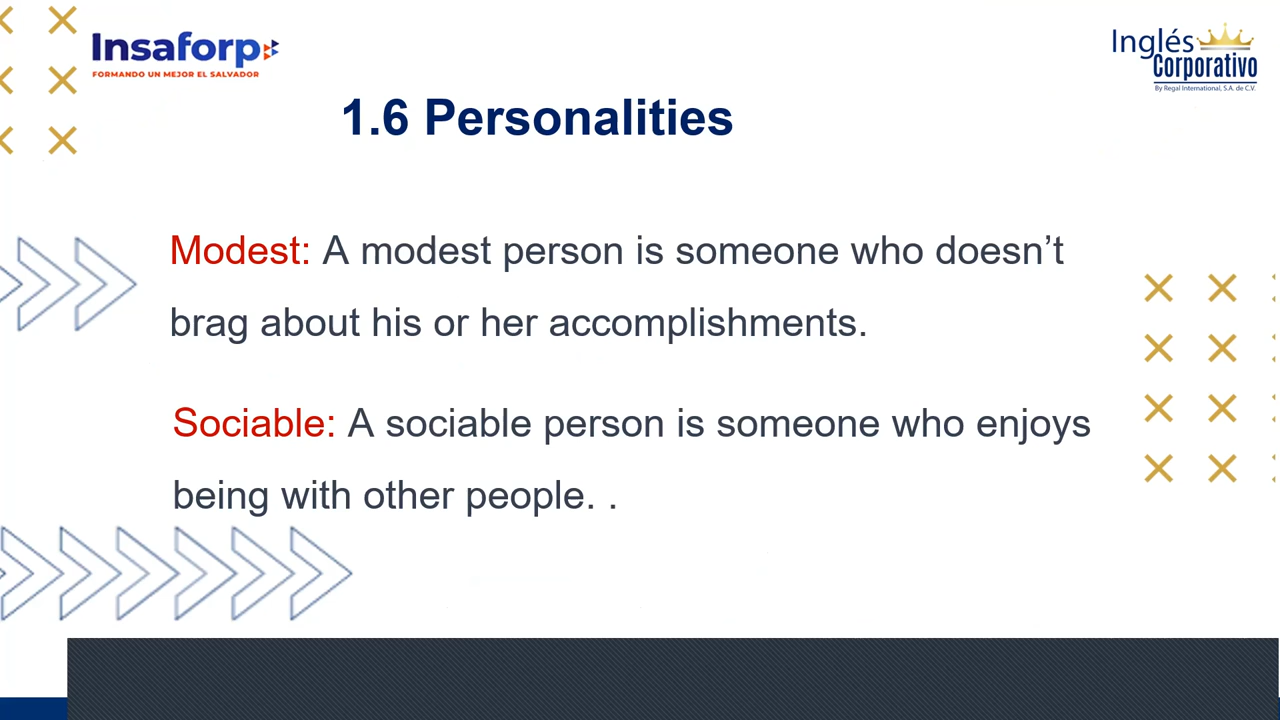 Insaforp
FORMANDO UN MEJOR EL SALVADOR
Inglés
Corporativo
By Regal International, S.A. de C.V.
1.6 Personalities
Modest: A modest person is someone who doesn’t
brag about his or her accomplishments.
Sociable: A sociable person is someone who enjoys
being with other people. .